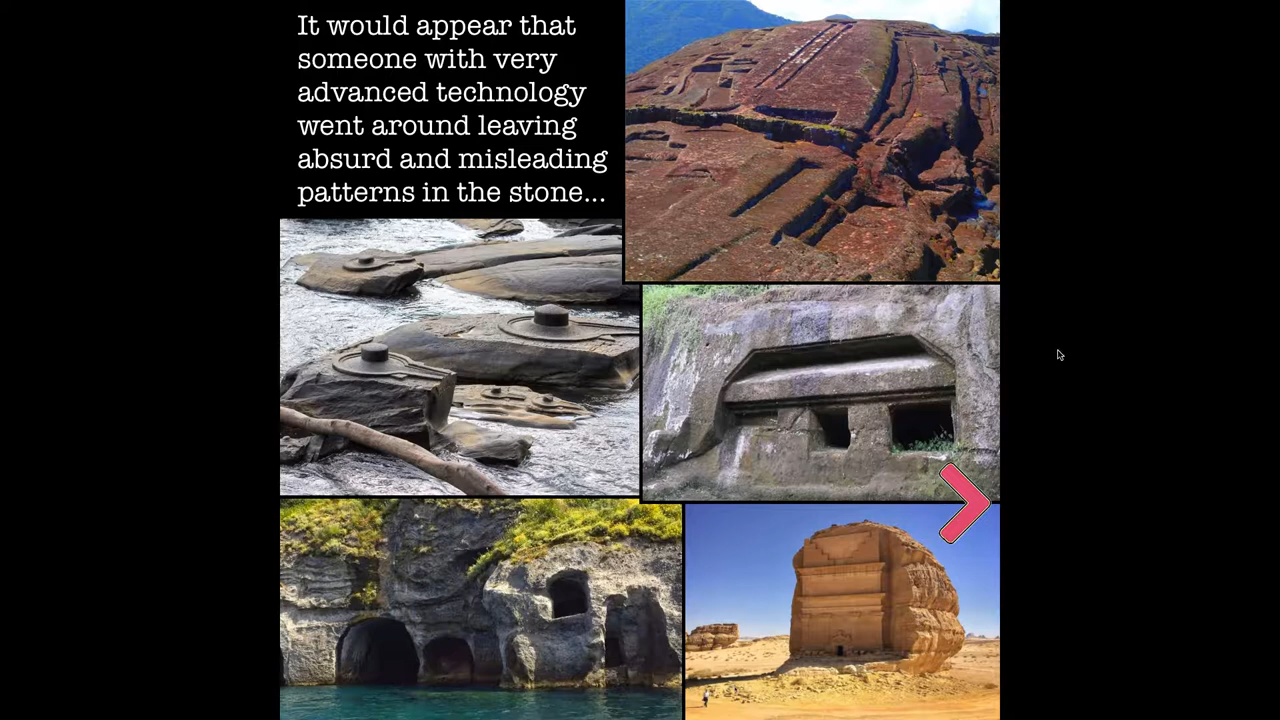 It would appear that
someone with very
advanced technology
went around leaving
absurd and misleading
patterns in the stone...